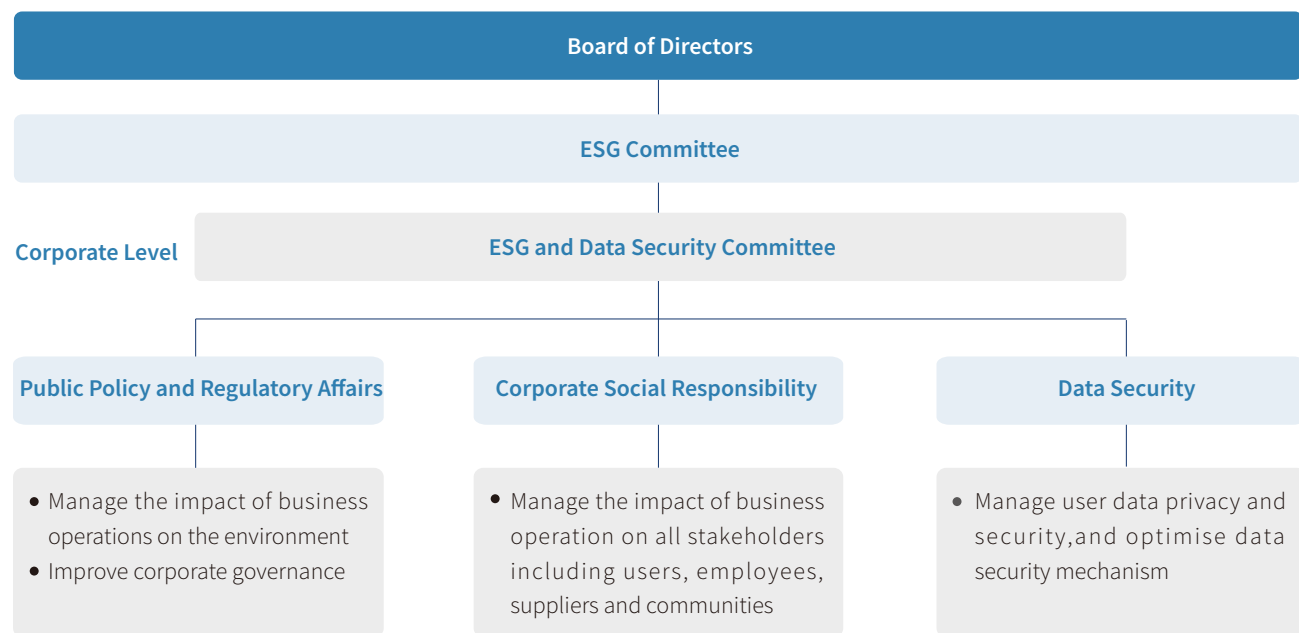 Board of Directors
ESG Committee
Corporate Level
ESG and Data Security Committee
Public Policy and Regulatory Affairs
Corporate Social Responsibility
Data Security
• Manage the impact of business
operations on the environment
• Improve corporate governance
• Manage the impact of business
operation on all stakeholders
including users, employees,
suppliers and communities
• Manage user data privacy and
security,and optimise data
security mechanism